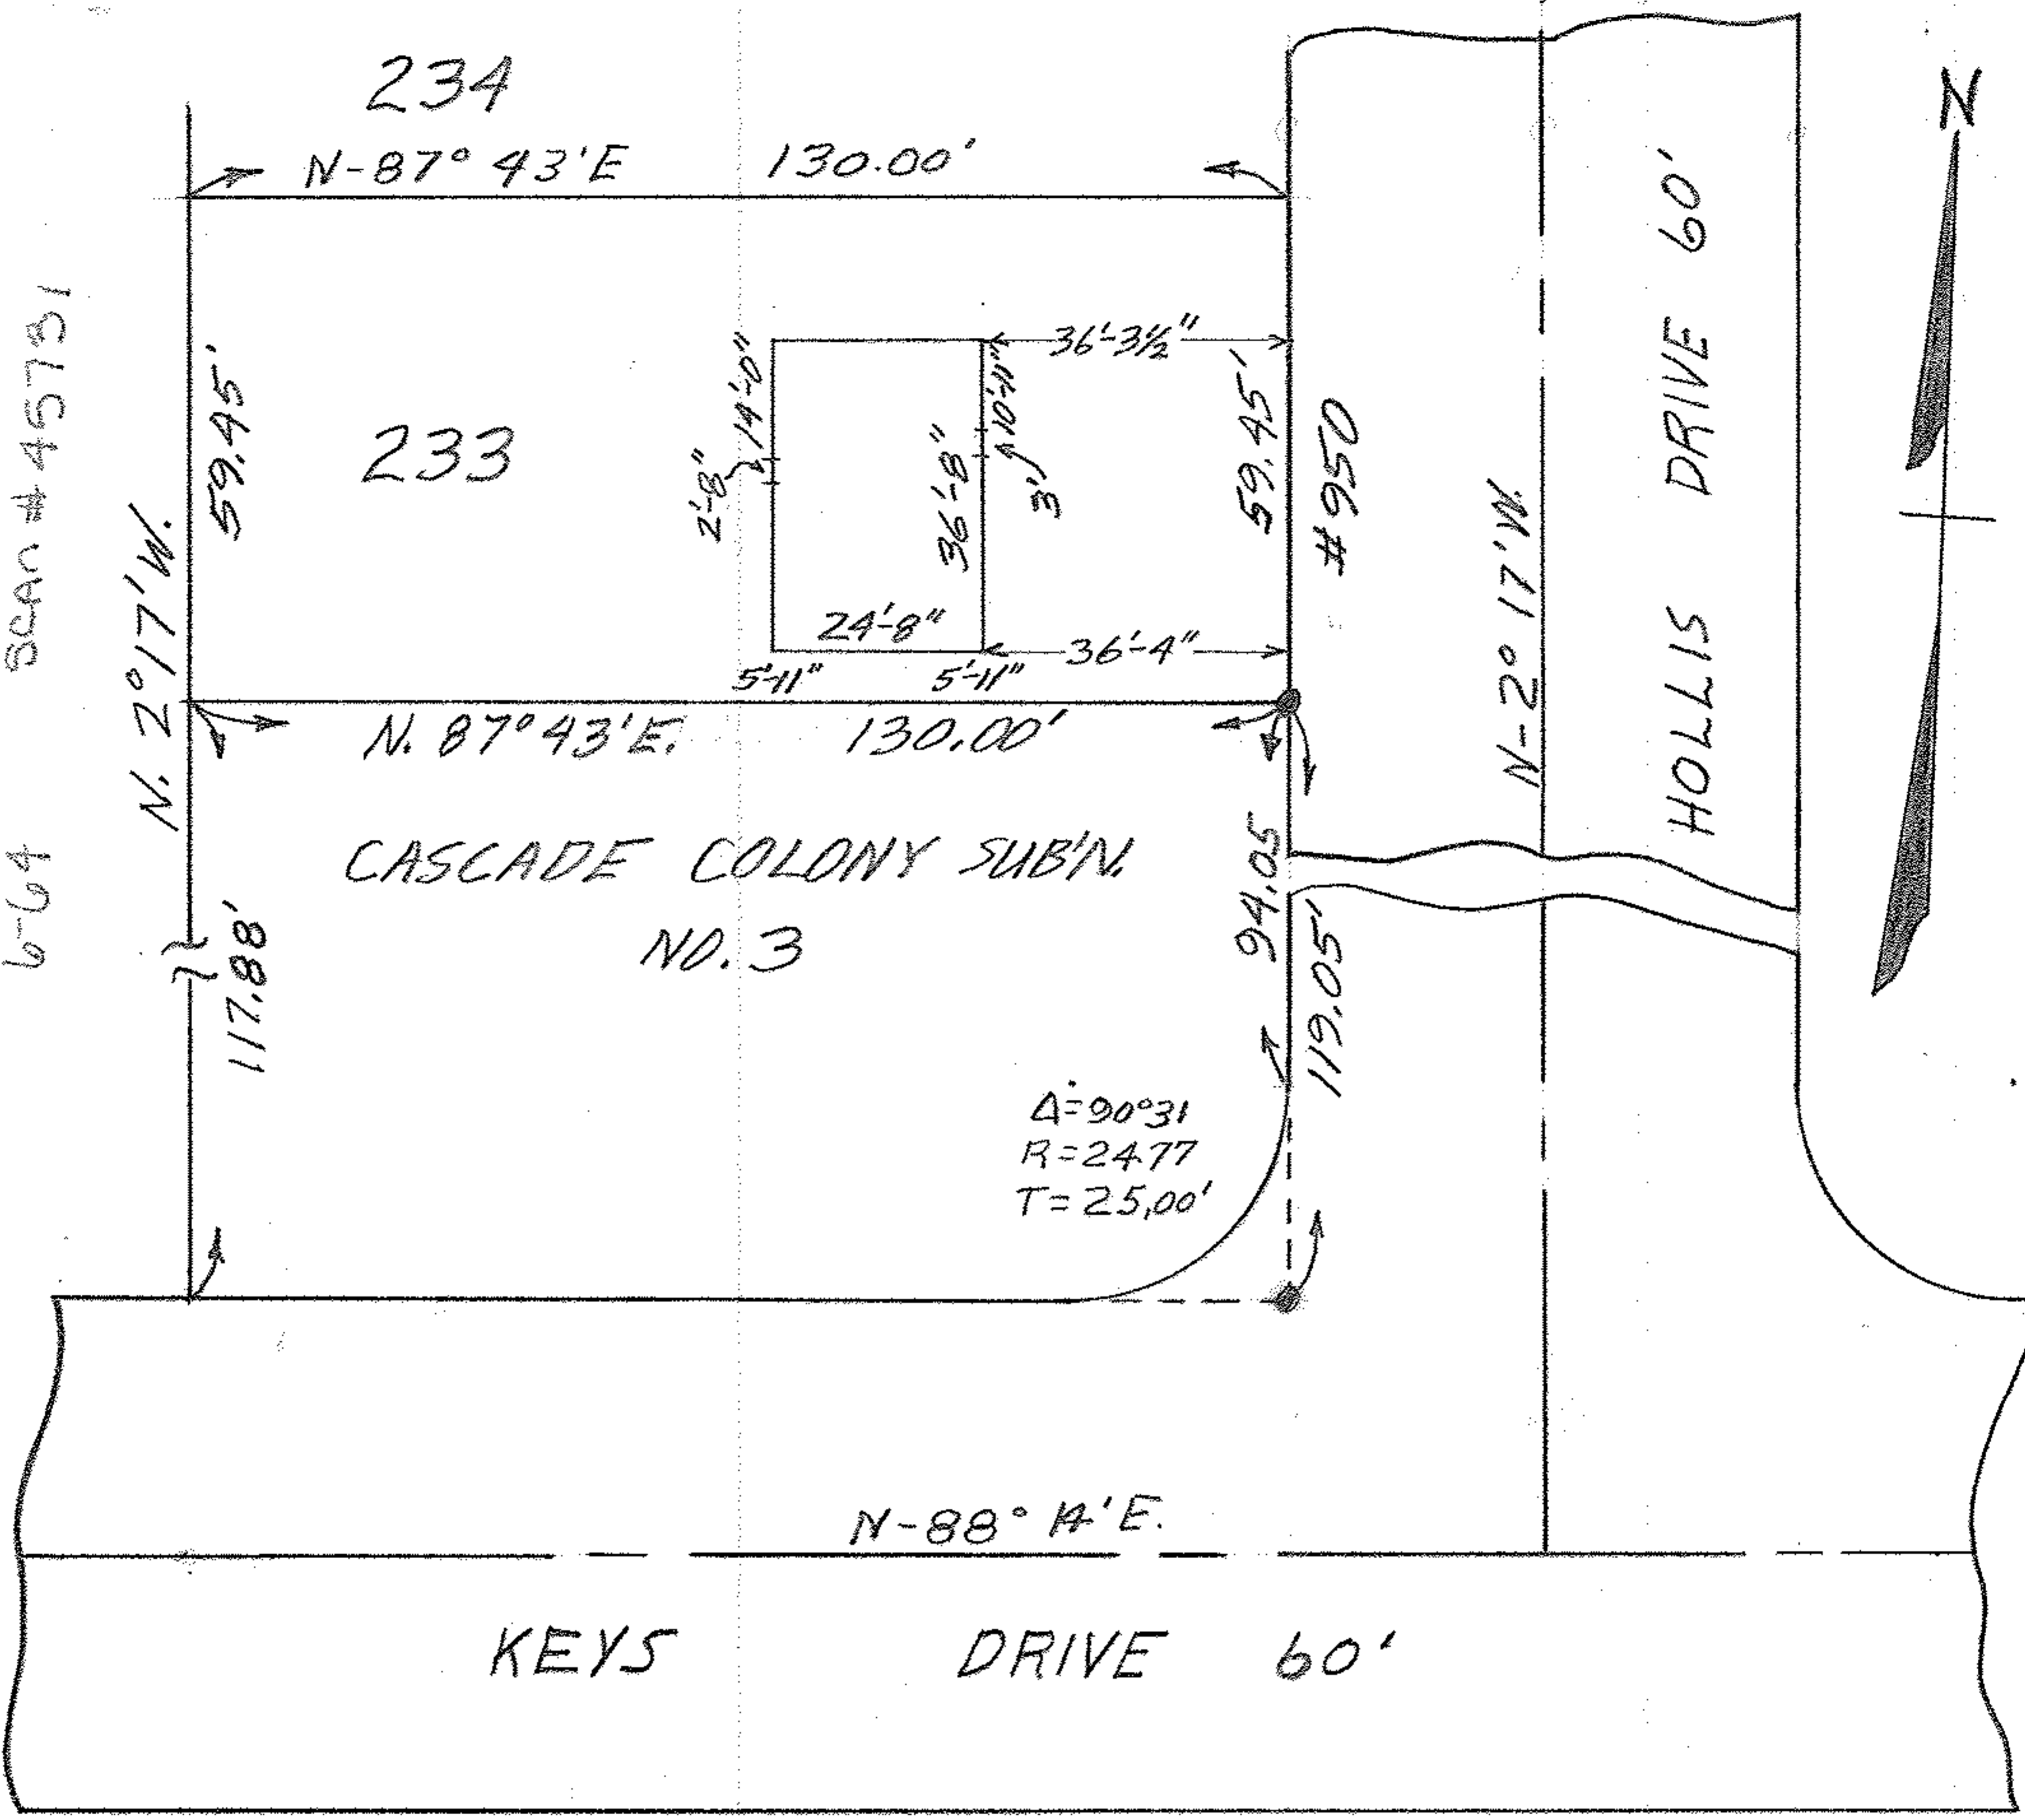 234
N-87° 43'E 130.00'
N
HOLLIS DRIVE 60'
SCAN # 45751
6-64
N. 2°17'W.
59.45'
233
14'-0"
2'-8"
36'-8"
10'-11"
3'
36'-3½"
59.45'
#950
N-2° 17'W.
24'-8"
36'-4"
5'-11"
5'-11"
N. 87° 43'E. 130.00'
CASCADE COLONY SUB'N.
NO. 3
117.88'
94.05
119.05'
Δ=90°31
R=24.77
T=25.00'
N-88° 14'E.
KEYS DRIVE 60'